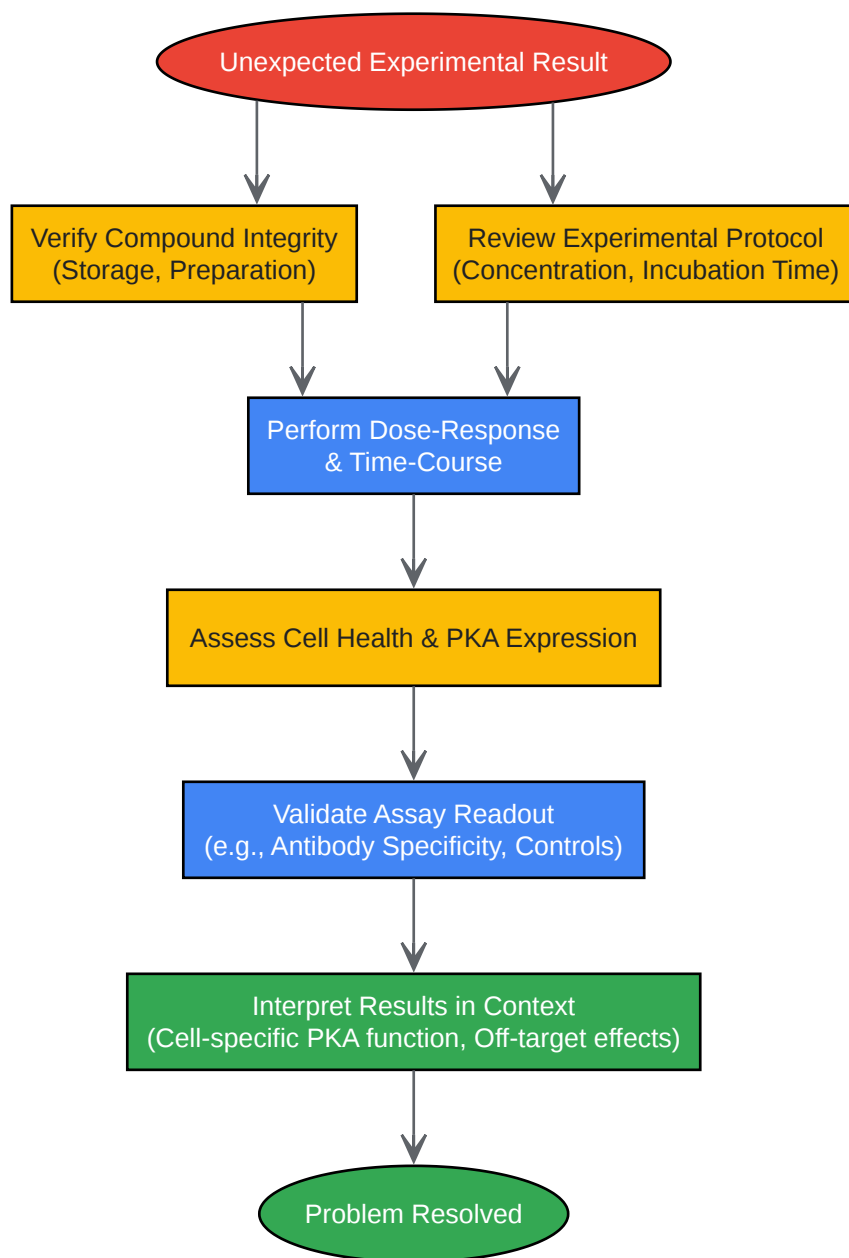 Unexpected Experimental Result
Verify Compound Integrity
(Storage, Preparation)
Review Experimental Protocol
(Concentration, Incubation Time)
Perform Dose-Response
& Time-Course
Assess Cell Health & PKA Expression
Validate Assay Readout
(e.g., Antibody Specificity, Controls)
Interpret Results in Context
(Cell-specific PKA function, Off-target effects)
Problem Resolved